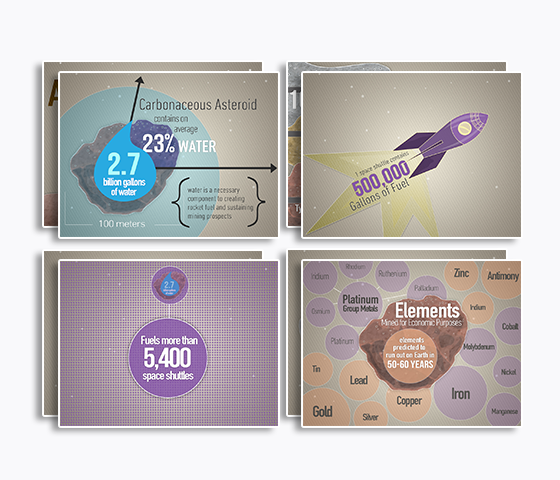 A
Carbonaceous Asteroid
contains on
average
23% WATER
2.7
billion gallons
of water
water is a necessary
component to creating
rocket fuel and sustaining
mining prospects
100 meters
1
Ty
1 space shuttle contains
500,000
Gallons of Fuel
2.7
Fuels more than
5,400
space shuttles
Iridium
Rhodium
Ruthenium
Palladium
Zinc
Antimony
Osmium
Platinum
Group Metals
Elements
Mined for Economic Purposes
Indium
Cobalt
Platinum
elements
predicted to
run out on Earth in
50-60 YEARS
Molybdenum
Tin
Lead
Nickel
Copper
Iron
Gold
Silver
Manganese